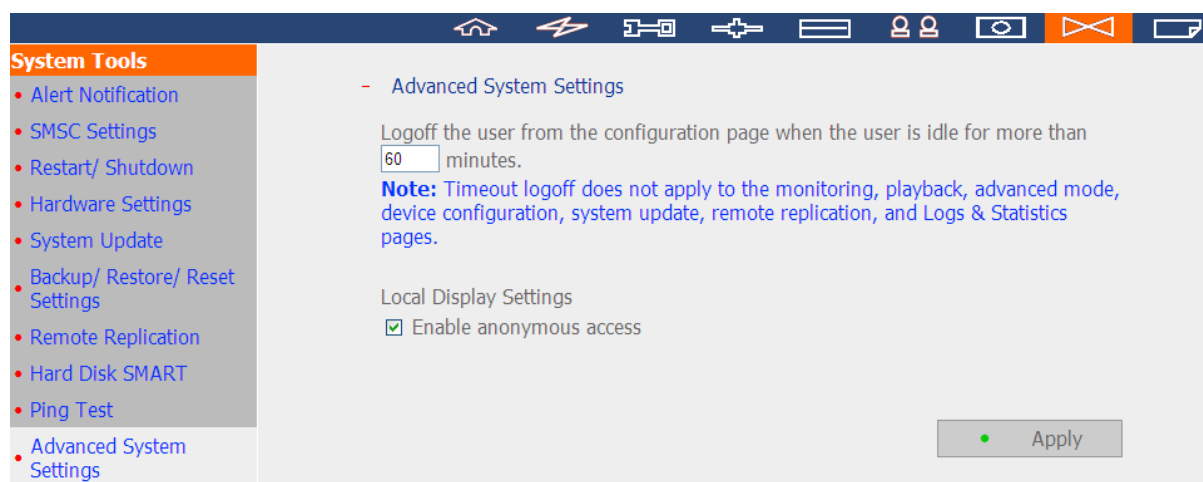 System Tools
Alert Notification
SMSC Settings
Restart/ Shutdown
Hardware Settings
System Update
Backup/ Restore/ Reset
Settings
Remote Replication
Hard Disk SMART
Ping Test
Advanced System
Settings
- Advanced System Settings
Logoff the user from the configuration page when the user is idle for more than
60 minutes.
Note: Timeout logoff does not apply to the monitoring, playback, advanced mode,
device configuration, system update, remote replication, and Logs & Statistics
pages.
Local Display Settings
Enable anonymous access
Apply